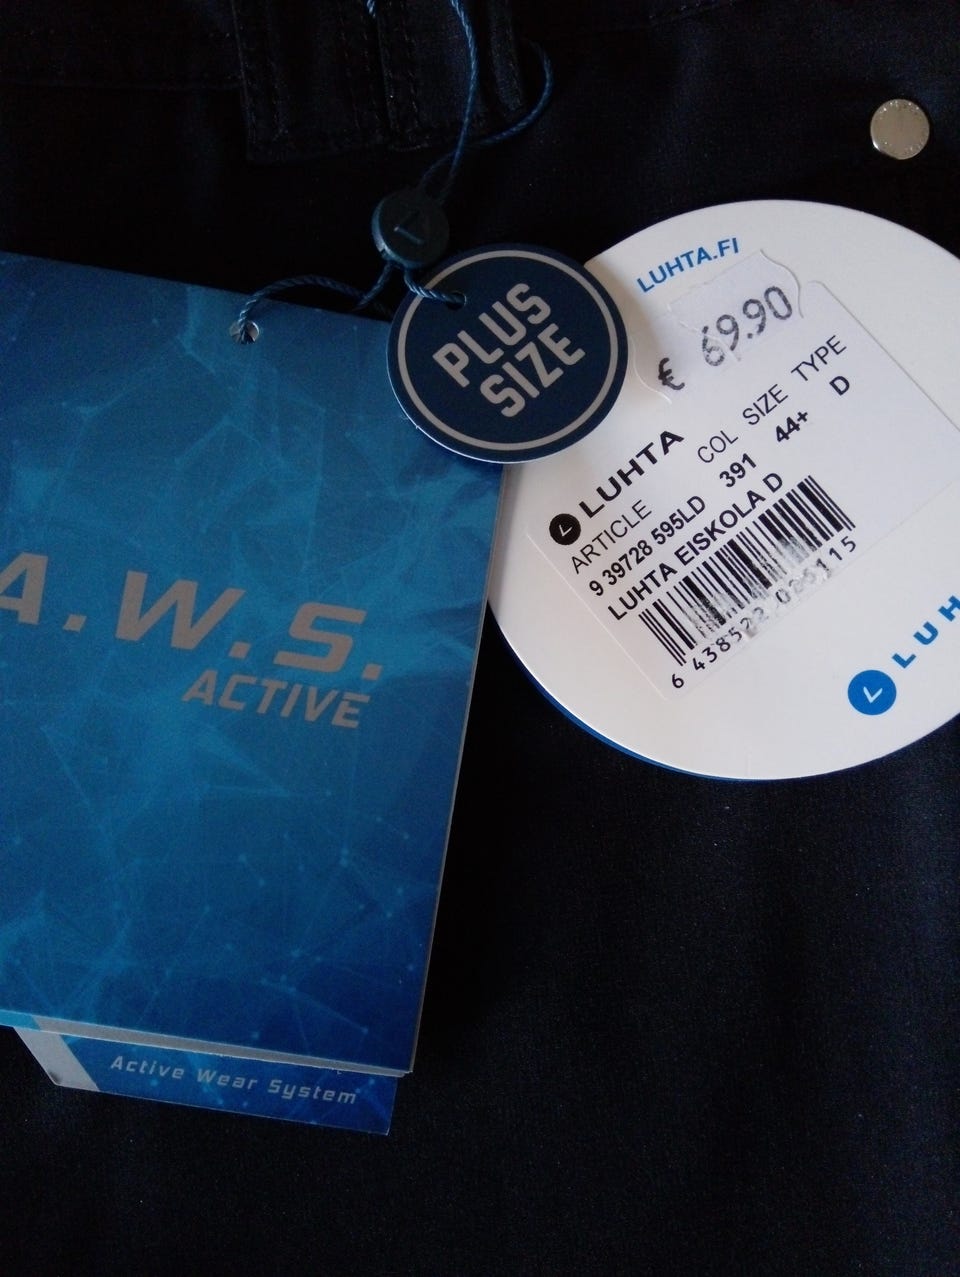 PLUS
SIZE
LUHTA.FI
€ 69.90
LUHTA
ARTICLE COL SIZE TYPE
9 39728 595LD 391 44+ D
LUHTA EISKOLA D
A.W.S.
ACTIVE
LUH
Active Wear System